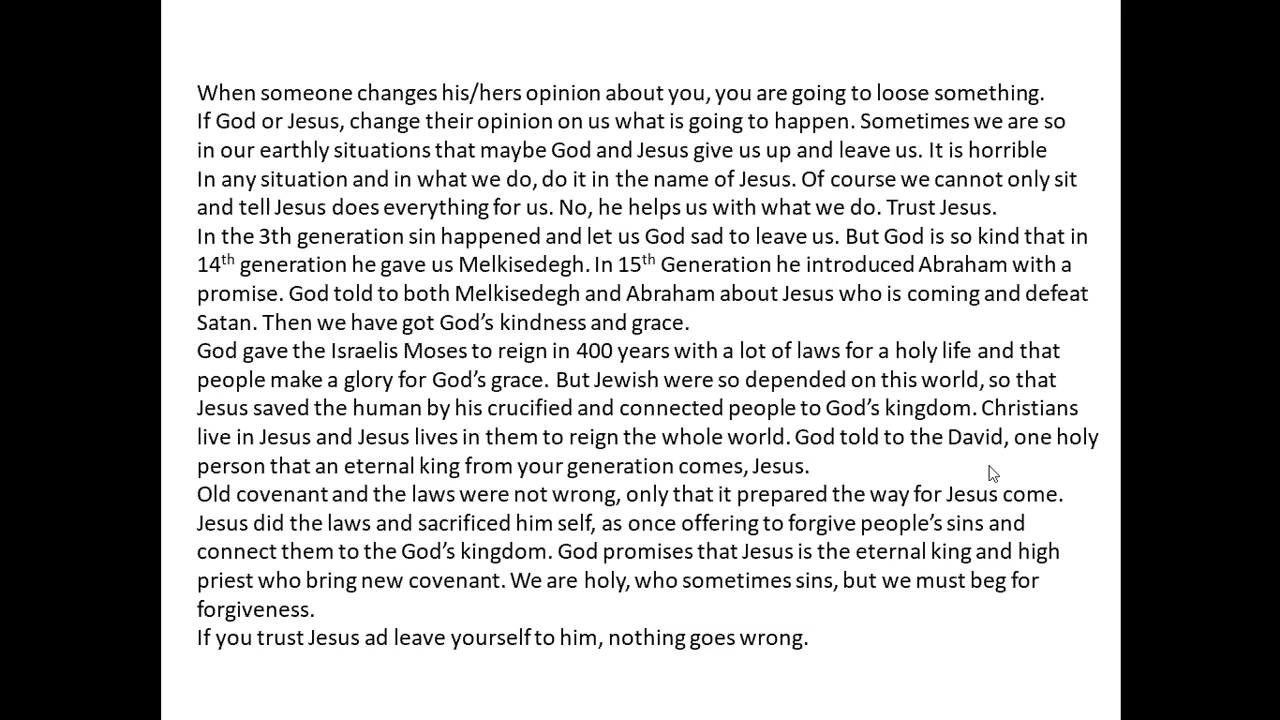 When someone changes his/hers opinion about you, you are going to loose something.
If God or Jesus, change their opinion on us what is going to happen. Sometimes we are so
in our earthly situations that maybe God and Jesus give us up and leave us. It is horrible
In any situation and in what we do, do it in the name of Jesus. Of course we cannot only sit
and tell Jesus does everything for us. No, he helps us with what we do. Trust Jesus.
In the 3th generation sin happened and let us God sad to leave us. But God is so kind that in
14th generation he gave us Melkisedegh. In 15th Generation he introduced Abraham with a
promise. God told to both Melkisedegh and Abraham about Jesus who is coming and defeat
Satan. Then we have got God’s kindness and grace.
God gave the Israelis Moses to reign in 400 years with a lot of laws for a holy life and that
people make a glory for God’s grace. But Jewish were so depended on this world, so that
Jesus saved the human by his crucified and connected people to God’s kingdom. Christians
live in Jesus and Jesus lives in them to reign the whole world. God told to the David, one holy
person that an eternal king from your generation comes, Jesus.
Old covenant and the laws were not wrong, only that it prepared the way for Jesus come.
Jesus did the laws and sacrificed him self, as once offering to forgive people’s sins and
connect them to the God’s kingdom. God promises that Jesus is the eternal king and high
priest who bring new covenant. We are holy, who sometimes sins, but we must beg for
forgiveness.
If you trust Jesus ad leave yourself to him, nothing goes wrong.